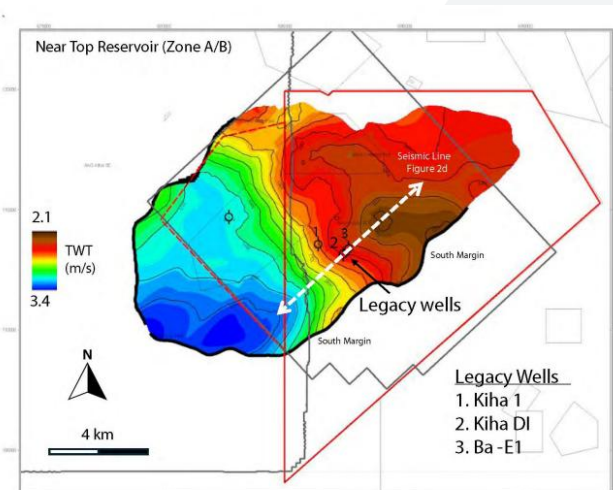 Near Top Reservoir (Zone A/B)
Seismic Line
Figure 2d
2.1
TWT
(m/s)
3.4
1
2
3
South Margin
Legacy wells
South Margin
N
4 km
Legacy Wells
1. Kiha 1
2. Kiha DI
3. Ba -E1